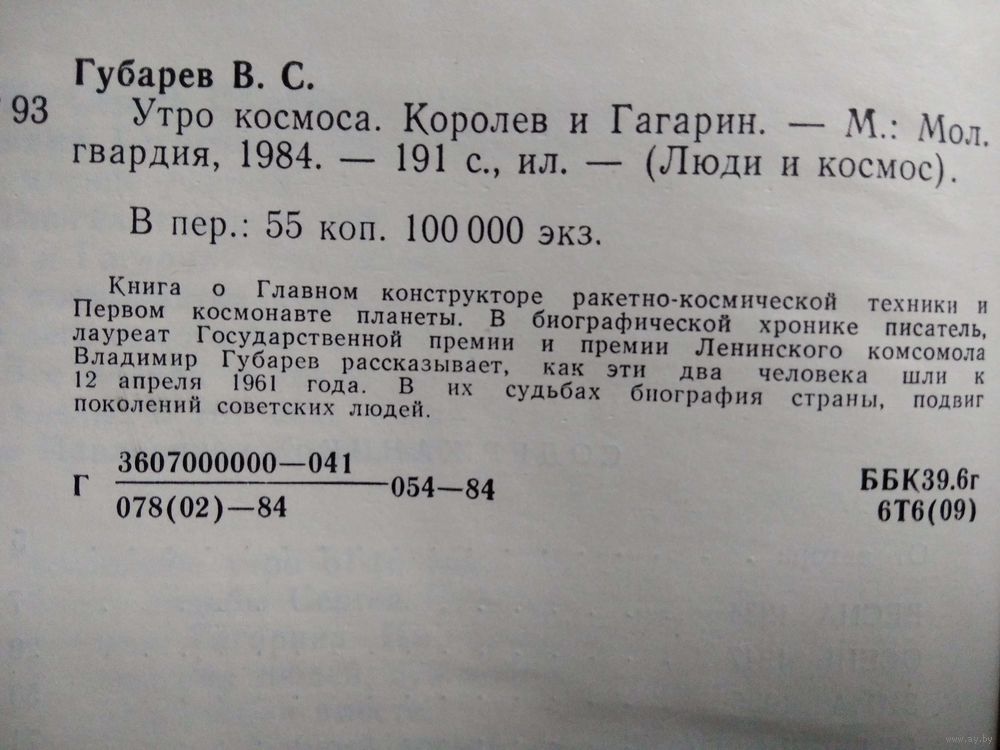 Губарев В. С.
93 Утро космоса. Королев и Гагарин. — М.: Мол.
гвардия, 1984. — 191 с., ил. — (Люди и космос).
В пер.: 55 коп. 100 000 экз.
Книга о Главном конструкторе ракетно-космической техники и
Первом космонавте планеты. В биографической хронике писатель,
лауреат Государственной премии и премии Ленинского комсомола
Владимир Губарев рассказывает, как эти два человека шли к
12 апреля 1961 года. В их судьбах биография страны, подвиг
поколений советских людей.
3607000000—041
Г 054—84
078(02)—84
ББК39.6г
6Т6(09)
www.ay.by